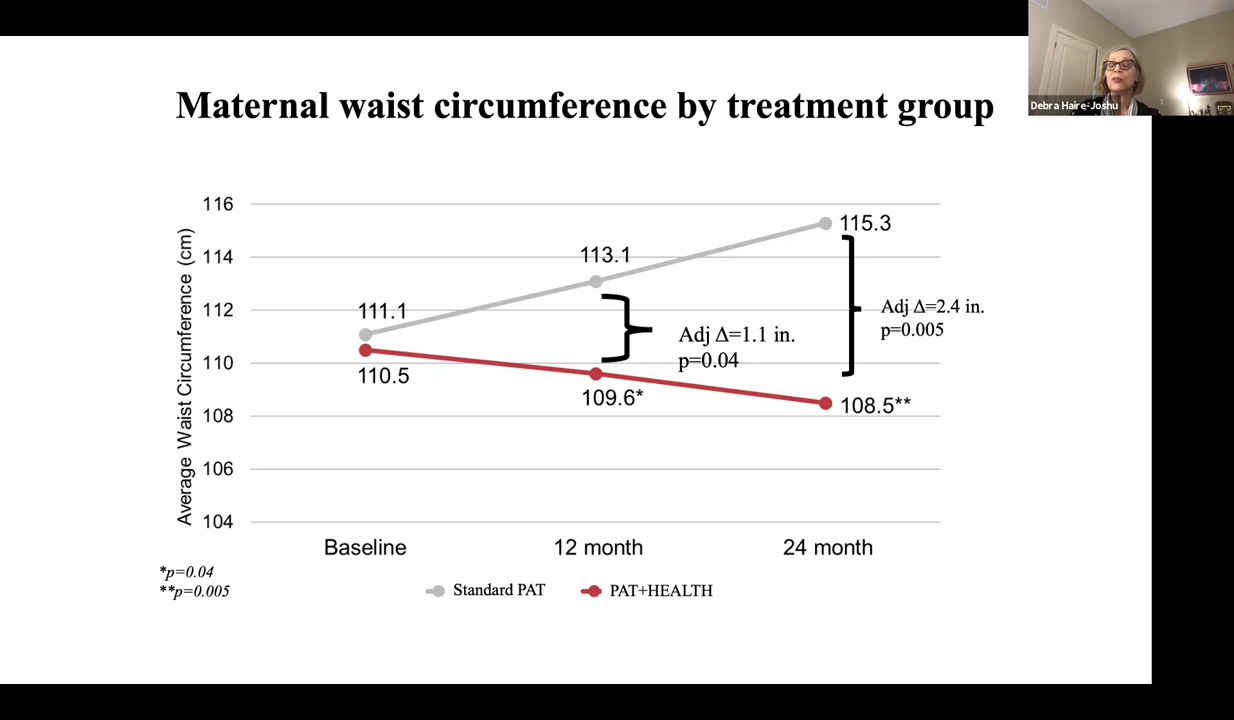 Debra Haire-Joshu
Maternal waist circumference by treatment group
Average Waist Circumference (cm)
116
114
112
110
108
106
104
111.1
113.1
115.3
110.5
109.6*
108.5**
Adj Δ=1.1 in.
p=0.04
Adj Δ=2.4 in.
p=0.005
Baseline
12 month
24 month
*p=0.04
**p=0.005
Standard PAT
PAT+HEALTH